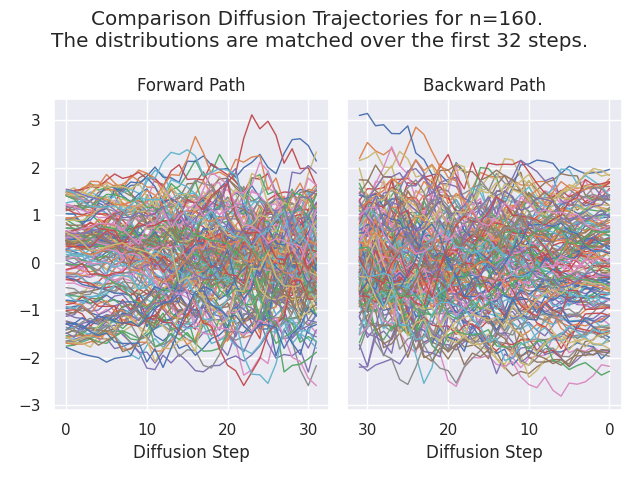 Comparison Diffusion Trajectories for n=160.
The distributions are matched over the first 32 steps.
Forward Path
Backward Path
3
2
1
0
−1
−2
−3
0 10 20 30
30 20 10 0
Diffusion Step
Diffusion Step